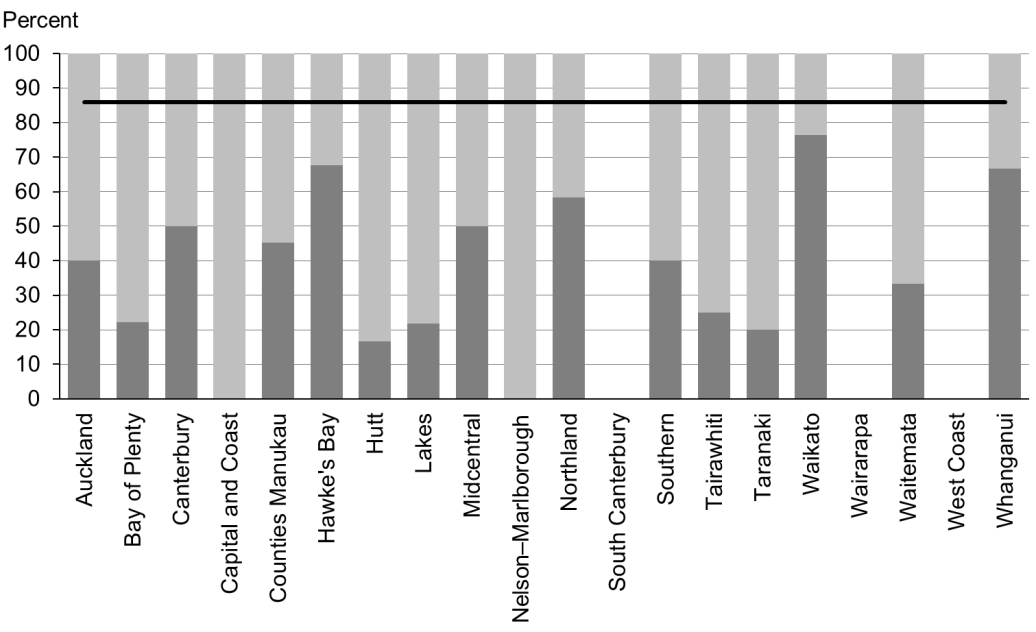 Percent
100
90
80
70
60
50
40
30
20
10
0
Auckland
Bay of Plenty
Canterbury
Capital and Coast
Counties Manukau
Hawke's Bay
Hutt
Lakes
Midcentral
Nelson–Marlborough
Northland
South Canterbury
Southern
Tairawhiti
Taranaki
Waikato
Wairarapa
Waitemata
West Coast
Whanganui